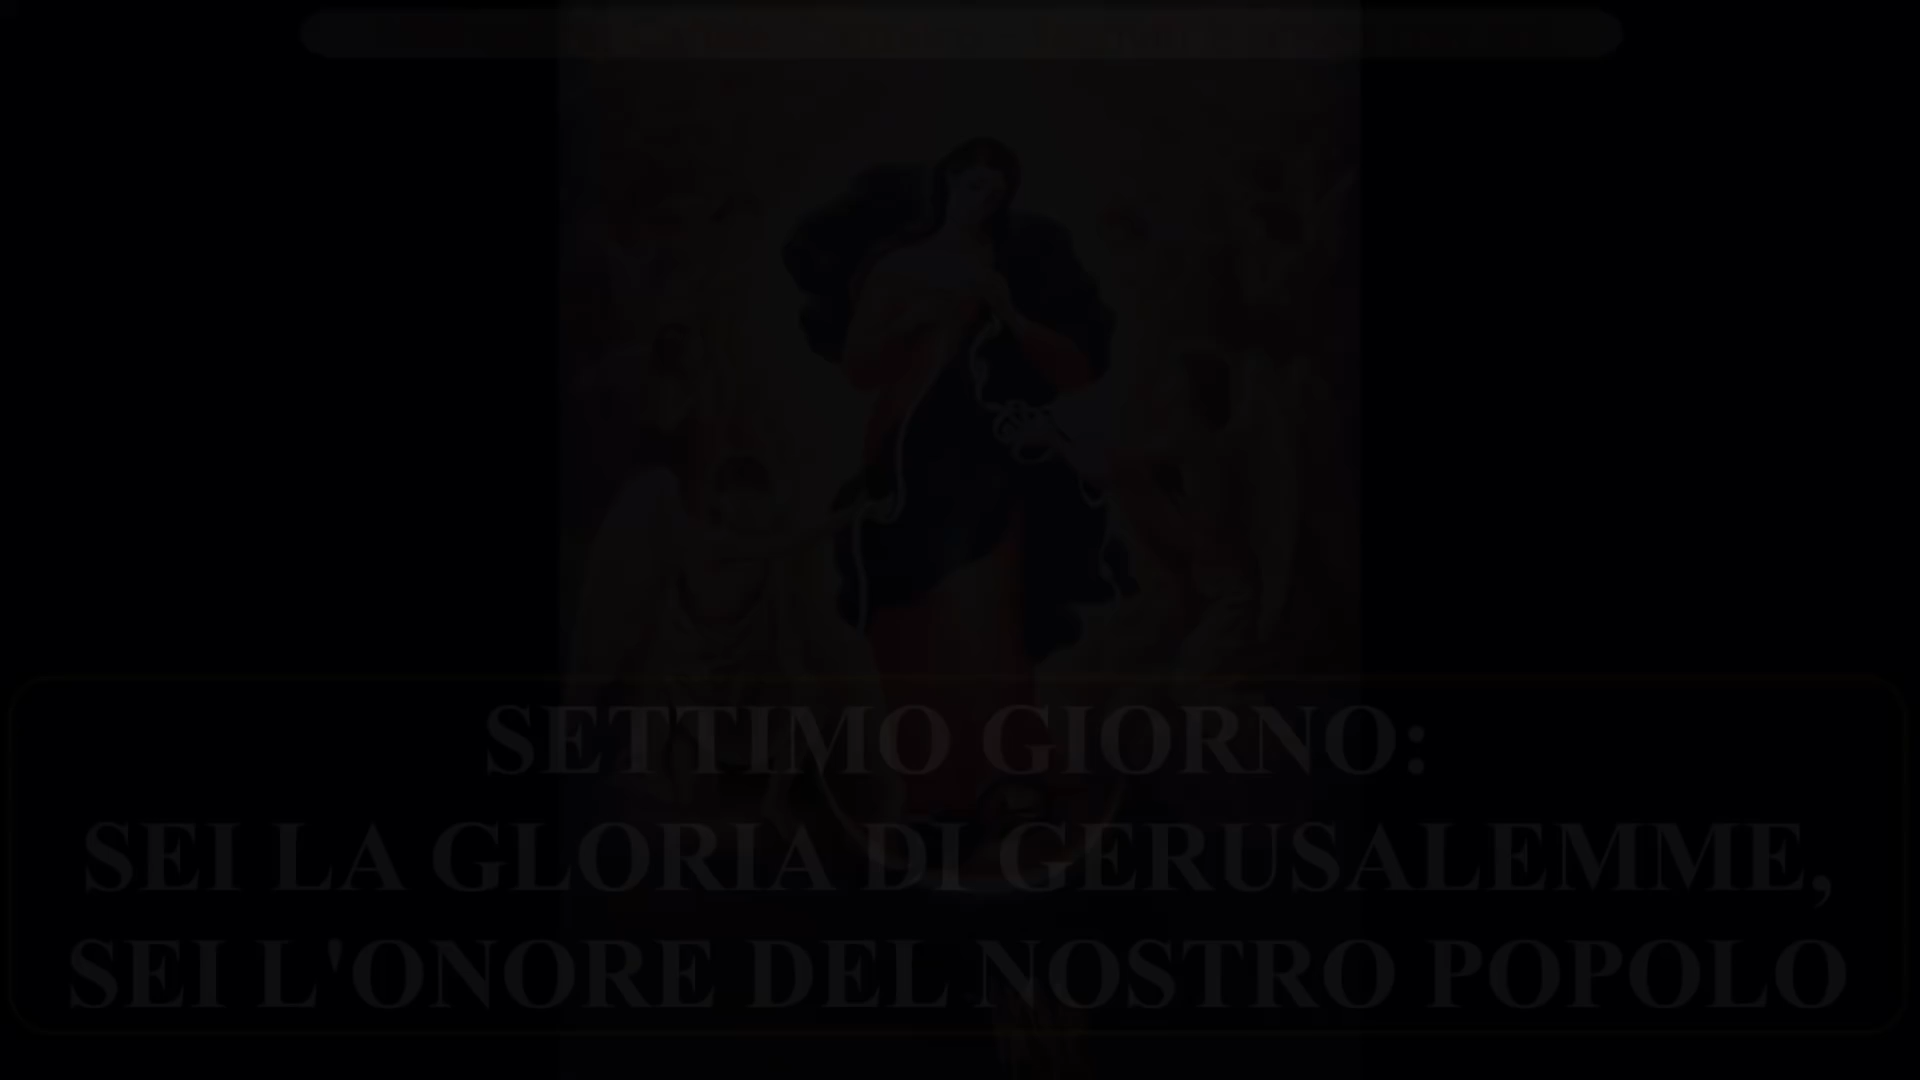 SETTIMO GIORNO:
SEI LA GLORIA DI GERUSALEMME,
SEI L'ONORE DEL NOSTRO POPOLO